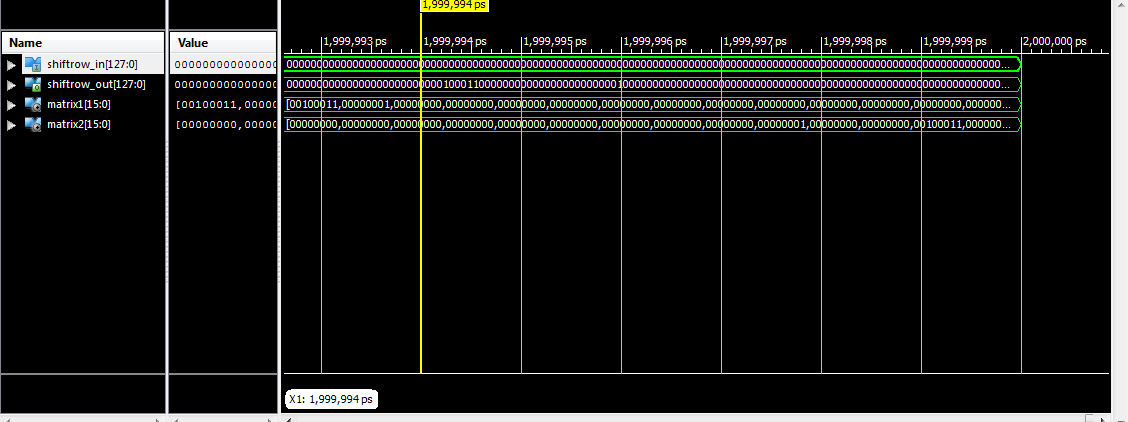 1,999,994 ps
Name
Value
1,999,993 ps
1,999,994 ps
1,999,995 ps
1,999,996 ps
1,999,997 ps
1,999,998 ps
1,999,999 ps
2,000,000 ps
shiftrow_in[127:0]
000000000000000
shiftrow_out[127:0]
000000000000000
matrix1[15:0]
[00100011,00000
[00100011,00000001,00000000,00000000,00000000,00000000,00000000,00000000,00000000,00000000,00000000,00000000,00000000,000000...
matrix2[15:0]
[00000000,00000
[00000000,00000000,00000000,00000000,00000000,00000000,00000000,00000000,00000000,00000001,00000000,00000000,00100011,000000...
X1: 1,999,994 ps